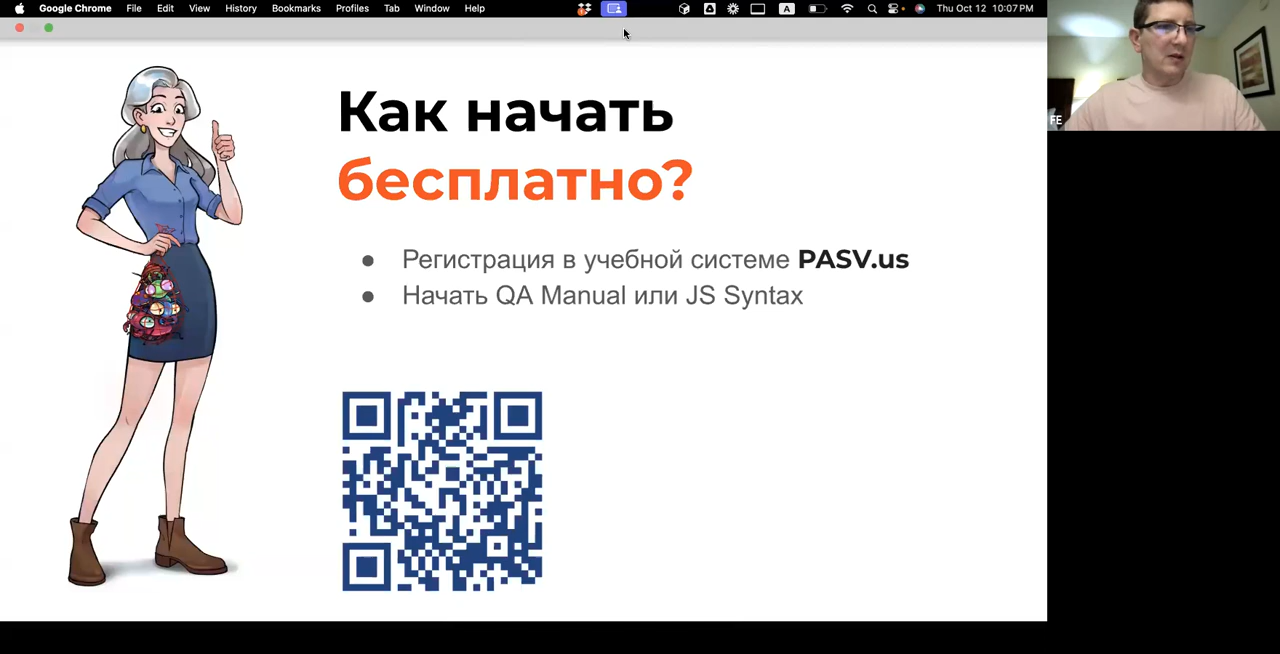 Google Chrome File Edit View History Bookmarks Profiles Tab Window Help A Thu Oct 12 10:07 PM
FE
Как начать
бесплатно?
● Регистрация в учебной системе PASV.us
● Начать QA Manual или JS Syntax